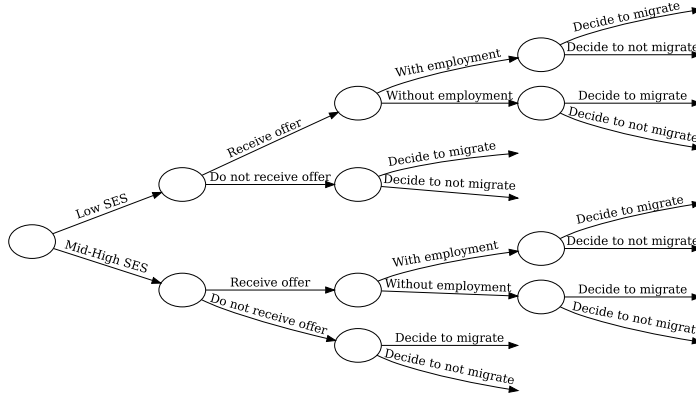 Decide to migrate
Decide to not migrate
With employment
Without employment
Decide to migrate
Decide to not migrate
Receive offer
Do not receive offer
Decide to migrate
Decide to not migrate
Low SES
Mid-High SES
Decide to migrate
Decide to not migrate
With employment
Without employment
Decide to migrate
Decide to not migrate
Receive offer
Do not receive offer
Decide to migrate
Decide to not migrate